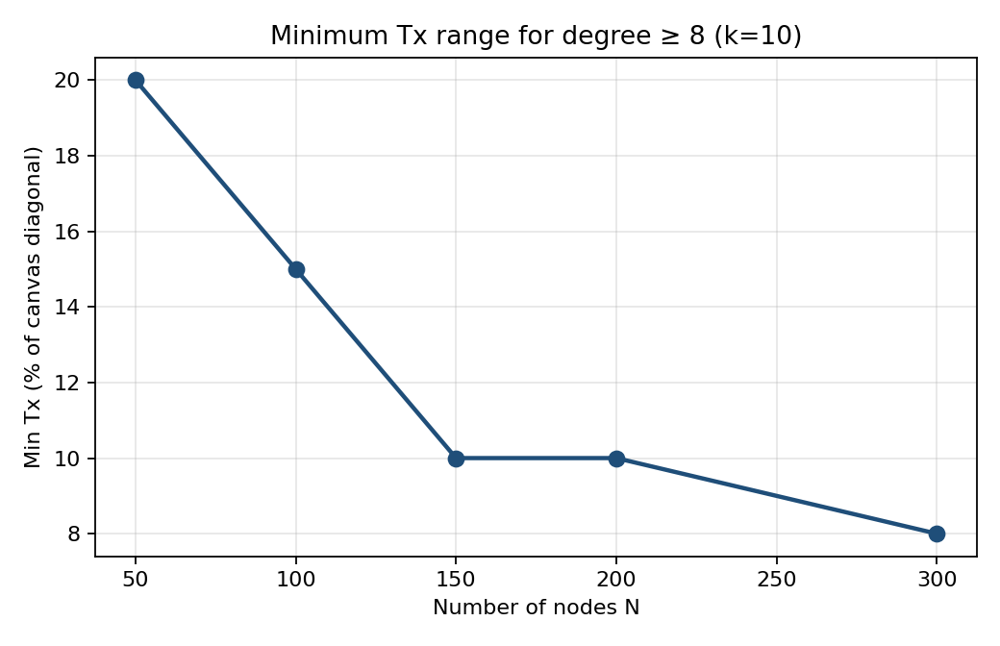 Minimum Tx range for degree ≥ 8 (k=10)
Min Tx (% of canvas diagonal)
20
18
16
14
12
10
8
50 100 150 200 250 300
Number of nodes N